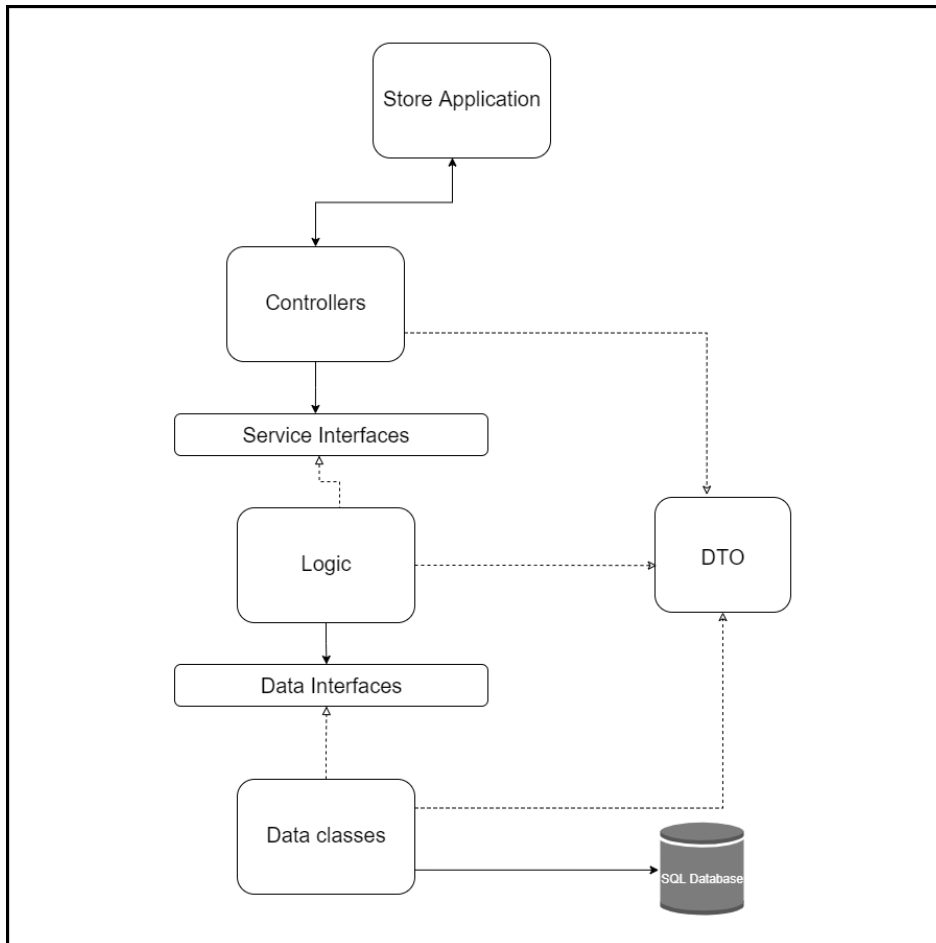 Store Application
Controllers
Service Interfaces
Logic
DTO
Data Interfaces
Data classes
SQL Database